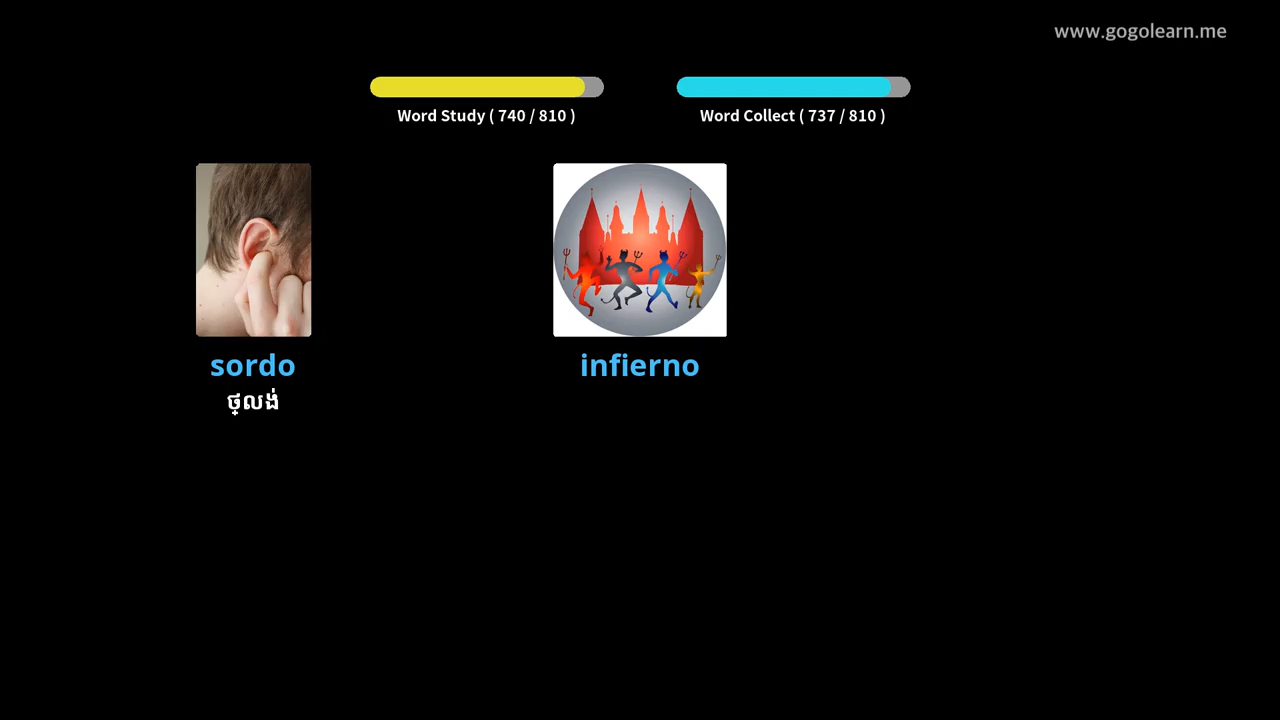 www.gogolearn.me
Word Study ( 740 / 810 )
Word Collect ( 737 / 810 )
sordo
infierno
ថ្លង់